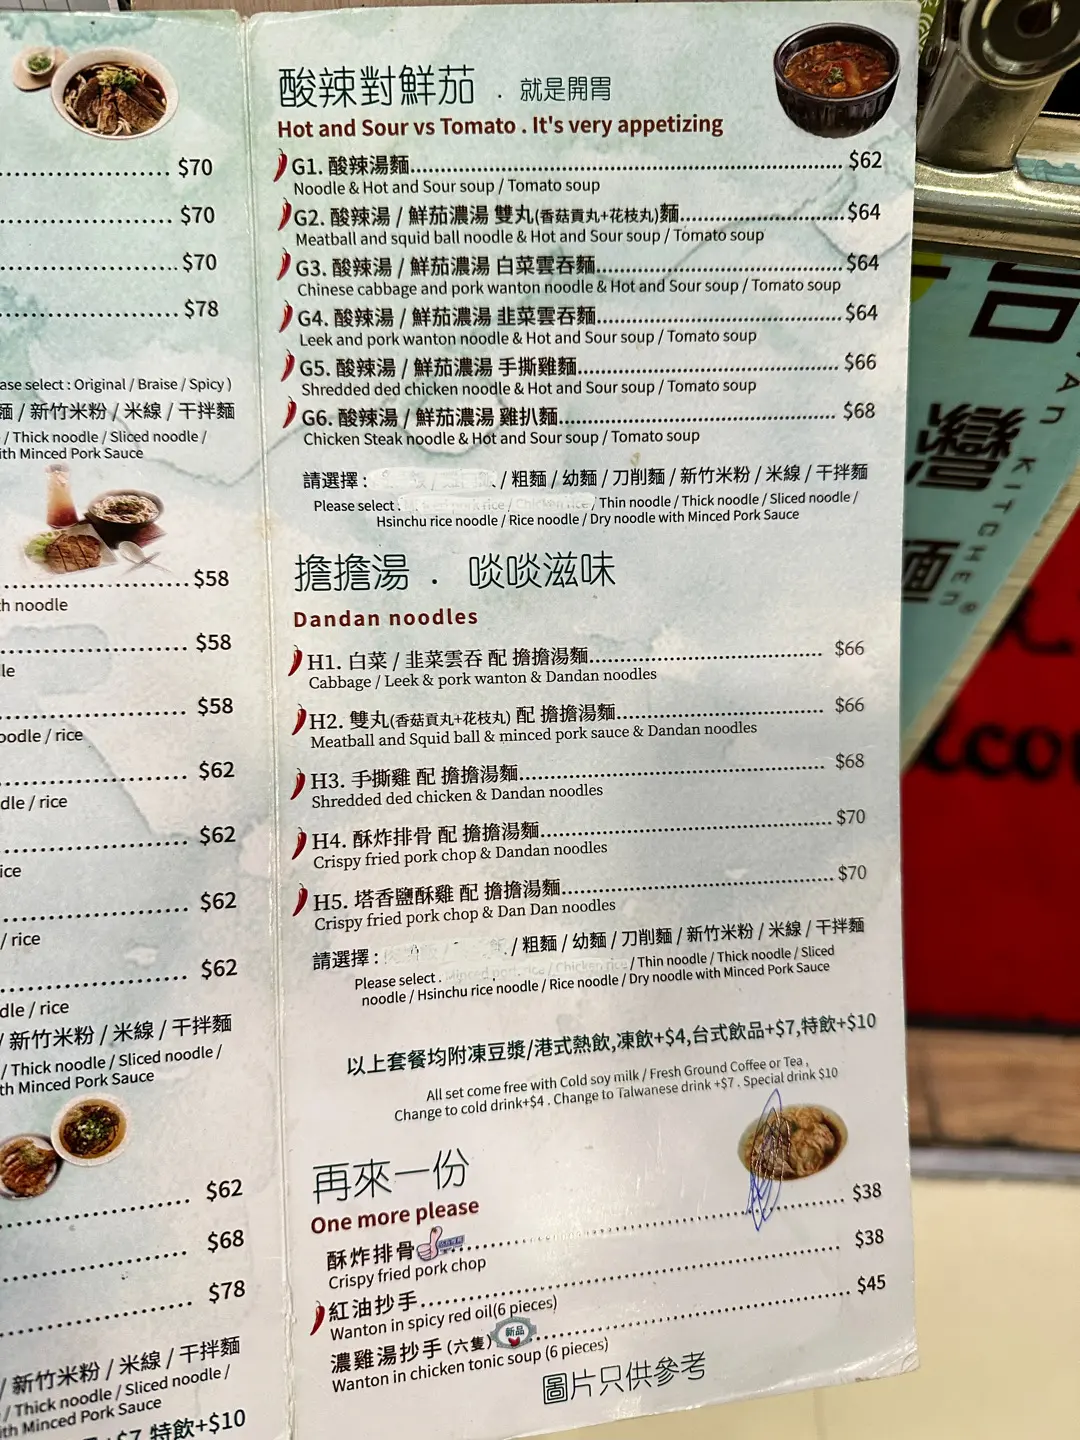 $70
$70
$70
$78
ase select : Original / Braise / Spicy )
麵 / 新竹米粉 / 米線 / 干拌麵
/ Thick noodle / Sliced noodle /
ith Minced Pork Sauce
$58
h noodle
$58
le
$58
oodle / rice
$62
dle / rice
$62
ice
$62
/ rice
$62
dle / rice
/ 新竹米粉 / 米線 / 干拌麵
/ Thick noodle / Sliced noodle /
th Minced Pork Sauce
$62
$68
$78
/ 新竹米粉 / 米線 / 干拌麵
/ Thick noodle / Sliced noodle /
ith Minced Pork Sauce
$7,特飲+$10
酸辣對鮮茄 . 就是開胃
Hot and Sour vs Tomato . It's very appetizing
G1. 酸辣湯麵 $62
Noodle & Hot and Sour soup / Tomato soup
G2. 酸辣湯 / 鮮茄濃湯 雙丸(香菇貢丸+花枝丸)麵 $64
Meatball and squid ball noodle & Hot and Sour soup / Tomato soup
G3. 酸辣湯 / 鮮茄濃湯 白菜雲吞麵 $64
Chinese cabbage and pork wanton noodle & Hot and Sour soup / Tomato soup
G4. 酸辣湯 / 鮮茄濃湯 韭菜雲吞麵 $64
Leek and pork wanton noodle & Hot and Sour soup / Tomato soup
G5. 酸辣湯 / 鮮茄濃湯 手撕雞麵 $66
Shredded ded chicken noodle & Hot and Sour soup / Tomato soup
G6. 酸辣湯 / 鮮茄濃湯 雞扒麵 $68
Chicken Steak noodle & Hot and Sour soup / Tomato soup
請選擇 : / 粗麵 / 幼麵 / 刀削麵 / 新竹米粉 / 米線 / 干拌麵
Please select . / Chicken rice / Thin noodle / Thick noodle / Sliced noodle /
Hsinchu rice noodle / Rice noodle / Dry noodle with Minced Pork Sauce
擔擔湯 . 啖啖滋味
Dandan noodles
H1. 白菜 / 韭菜雲吞 配 擔擔湯麵 $66
Cabbage / Leek & pork wanton & Dandan noodles
H2. 雙丸(香菇貢丸+花枝丸) 配 擔擔湯麵 $66
Meatball and Squid ball & minced pork sauce & Dandan noodles
H3. 手撕雞 配 擔擔湯麵 $68
Shredded ded chicken & Dandan noodles
H4. 酥炸排骨 配 擔擔湯麵 $70
Crispy fried pork chop & Dandan noodles
H5. 塔香鹽酥雞 配 擔擔湯麵 $70
Crispy fried pork chop & Dan Dan noodles
請選擇 : / 粗麵 / 幼麵 / 刀削麵 / 新竹米粉 / 米線 / 干拌麵
Please select . Minced pork rice / Chicken rice / Thin noodle / Thick noodle / Sliced
noodle / Hsinchu rice noodle / Rice noodle / Dry noodle with Minced Pork Sauce
以上套餐均附凍豆漿/港式熱飲,凍飲+$4,台式飲品+$7,特飲+$10
All set come free with Cold soy milk / Fresh Ground Coffee or Tea ,
Change to cold drink+$4 . Change to Talwanese drink +$7 . Special drink $10
再來一份
One more please
酥炸排骨 $38
Crispy fried pork chop
紅油抄手 $38
Wanton in spicy red oil(6 pieces)
濃雞湯抄手(六隻) 新品 $45
Wanton in chicken tonic soup (6 pieces)
圖片只供參考
台
灣
麵
KITCHEn®